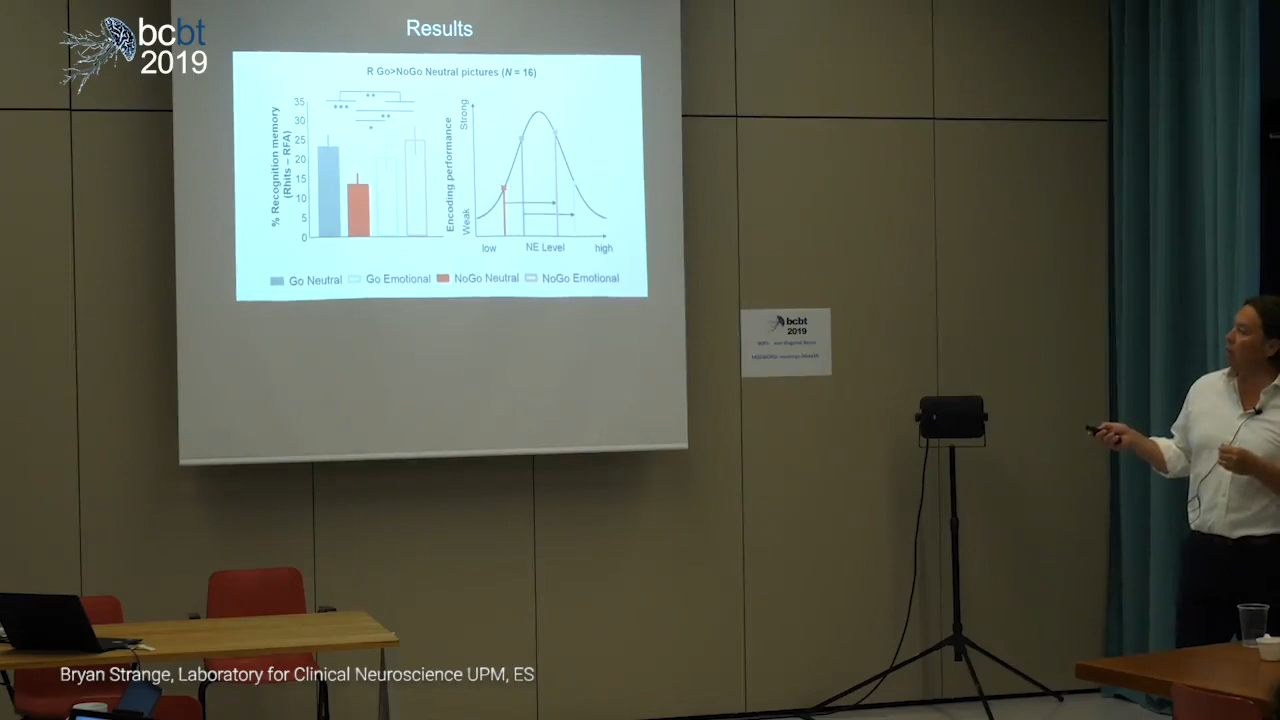 bcbt
2019
Results
R Go>NoGo Neutral pictures (N = 16)
% Recognition memory
(Rhits – RFA)
35
30
25
20
15
10
5
0
***
**
**
*
Encoding performance
Strong
Weak
low
NE Level
high
Go Neutral
Go Emotional
NoGo Neutral
NoGo Emotional
bcbt
2019
Bryan Strange, Laboratory for Clinical Neuroscience UPM, ES